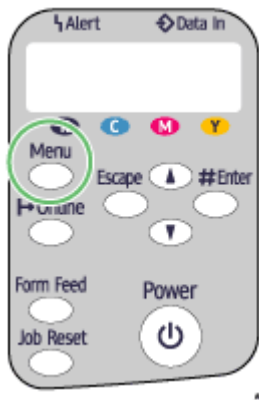 Alert Data In
C M Y
Menu
Escape #Enter
Online
Form Feed
Power
Job Reset